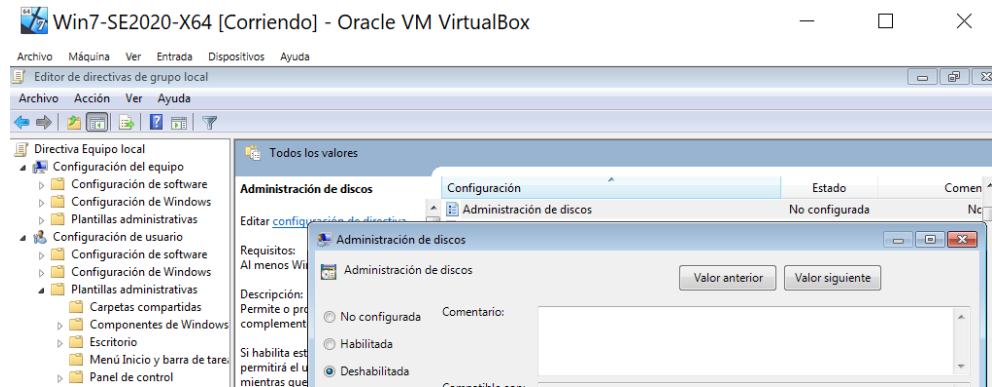 Win7-SE2020-X64 [Corriendo] - Oracle VM VirtualBox
Archivo Máquina Ver Entrada Dispositivos Ayuda
Editor de directivas de grupo local
Archivo Acción Ver Ayuda
Directiva Equipo local
Configuración del equipo
Configuración de software
Configuración de Windows
Plantillas administrativas
Configuración de usuario
Configuración de software
Configuración de Windows
Plantillas administrativas
Carpetas compartidas
Componentes de Windows
Escritorio
Menú Inicio y barra de tarea
Panel de control
Todos los valores
Administración de discos
Editar configuración de directiva
Requisitos:
Al menos Wi
Descripción:
Permite o pro
complement
Si habilita est
permitirá el u
mientras que
Configuración Estado Comen
Administración de discos No configurada Nc
Administración de discos
Administración de discos
Valor anterior Valor siguiente
No configurada
Habilitada
Deshabilitada
Comentario:
Compatible con: